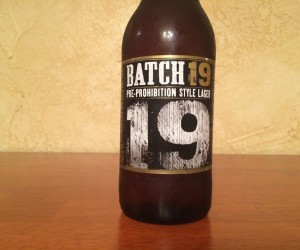 BATCH 19
PRE-PROHIBITION STYLE LAGER
19